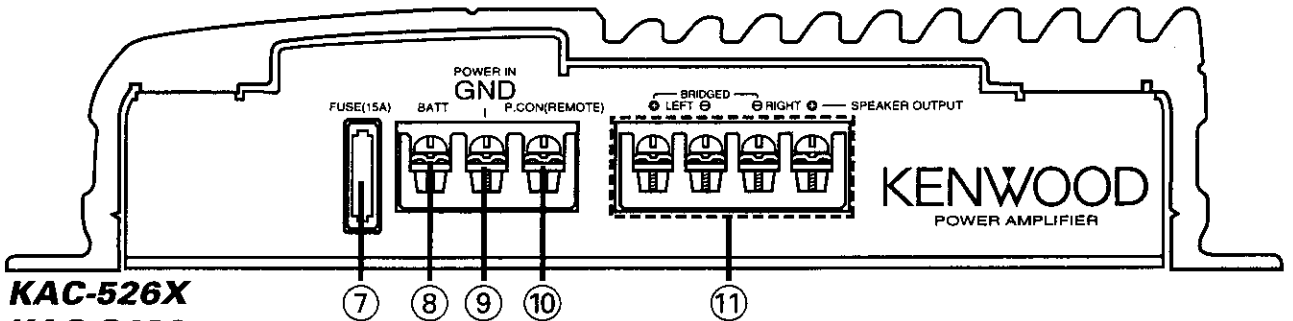 POWER IN
GND
FUSE(15A) BATT P.CON(REMOTE)
BRIDGED
⊕ LEFT ⊖ ⊖ RIGHT ⊕ SPEAKER OUTPUT
KENWOOD
POWER AMPLIFIER
KAC-526X
⑦ ⑧ ⑨ ⑩ ⑪